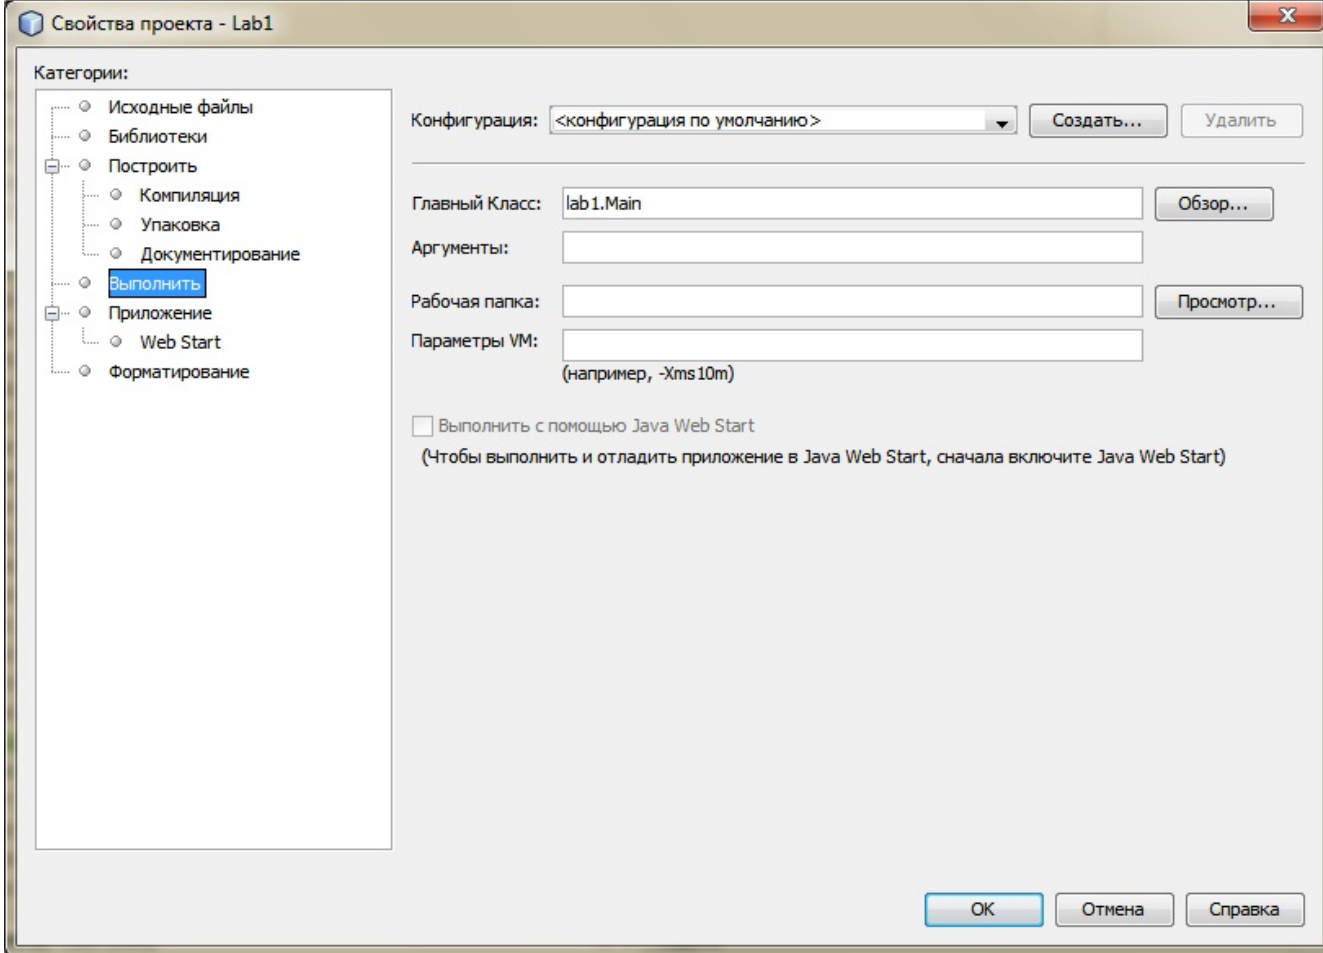 Свойства проекта - Lab1
Категории:
Исходные файлы
Библиотеки
Построить
Компиляция
Упаковка
Документирование
Выполнить
Приложение
Web Start
Форматирование
Конфигурация: <конфигурация по умолчанию> Создать... Удалить
Главный Класс: lab1.Main Обзор...
Аргументы:
Рабочая папка: Просмотр...
Параметры VM:
(например, -Xms10m)
Выполнить с помощью Java Web Start
(Чтобы выполнить и отладить приложение в Java Web Start, сначала включите Java Web Start)
OK Отмена Справка